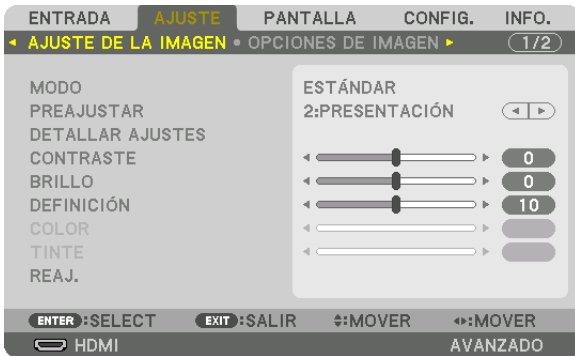 ENTRADA AJUSTE PANTALLA CONFIG. INFO.
AJUSTE DE LA IMAGEN • OPCIONES DE IMAGEN 1/2
MODO ESTÁNDAR
PREAJUSTAR 2:PRESENTACIÓN
DETALLAR AJUSTES
CONTRASTE 0
BRILLO 0
DEFINICIÓN 10
COLOR
TINTE
REAJ.
ENTER:SELECT EXIT:SALIR :MOVER :MOVER
HDMI AVANZADO